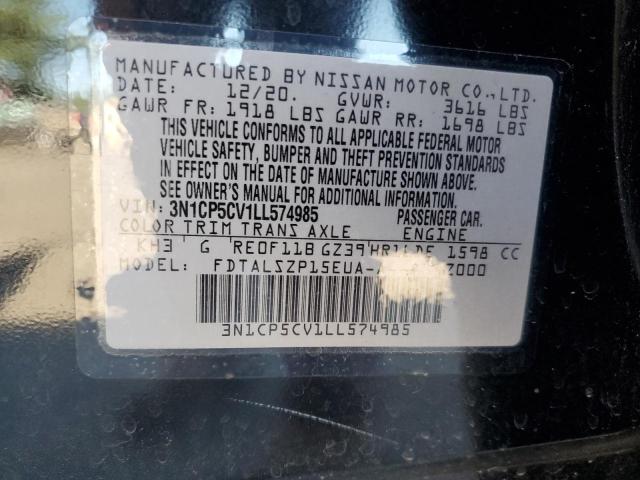 MANUFACTURED BY NISSAN MOTOR CO.,LTD.
DATE: 12/20. GVWR: 3616 LBS
GAWR FR: 1918 LBS GAWR RR: 1698 LBS
THIS VEHICLE CONFORMS TO ALL APPLICABLE FEDERAL MOTOR
VEHICLE SAFETY, BUMPER AND THEFT PREVENTION STANDARDS
IN EFFECT ON THE DATE OF MANUFACTURE SHOWN ABOVE.
SEE OWNER'S MANUAL FOR ADDITIONAL INFORMATION.
VIN: 3N1CP5CV1LL574985 PASSENGER CAR.
COLOR TRIM TRANS AXLE ENGINE
KH3 G RE0F11B GZ39 HR16DE 1598 CC
MODEL: FDTALSZP15EUA-
3N1CP5CV1LL574985